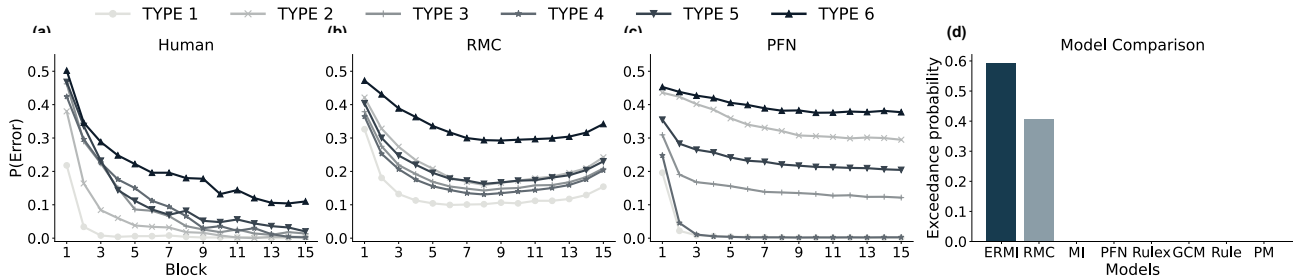 TYPE 1 TYPE 2 TYPE 3 TYPE 4 TYPE 5 TYPE 6
(a) (b) (c) (d)
Human RMC PFN Model Comparison
P(Error)
0.5
0.4
0.3
0.2
0.1
0.0
1 3 5 7 9 11 13 15
Block
0.5
0.4
0.3
0.2
0.1
0.0
1 3 5 7 9 11 13 15
0.5
0.4
0.3
0.2
0.1
0.0
1 3 5 7 9 11 13 15
Exceedance probability
0.6
0.5
0.4
0.3
0.2
0.1
0.0
ERMI RMC MI PFN Rulex GCM Rule PM
Models